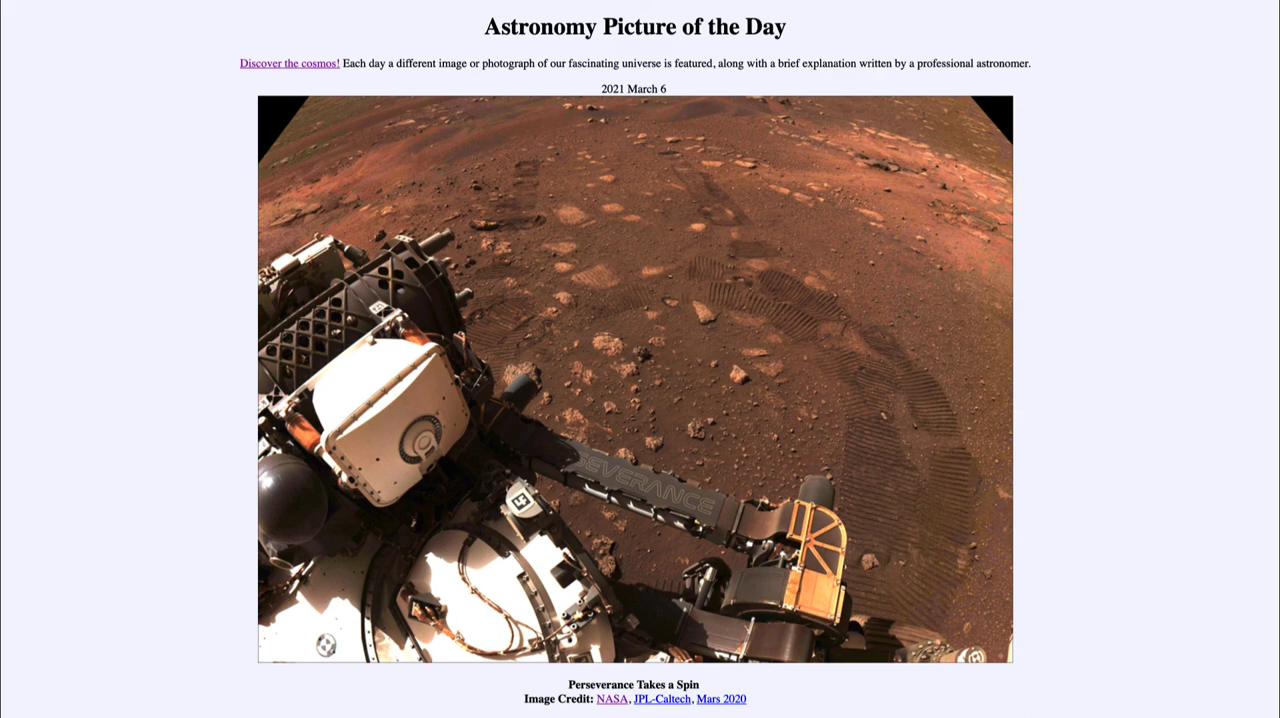 Astronomy Picture of the Day
Discover the cosmos! Each day a different image or photograph of our fascinating universe is featured, along with a brief explanation written by a professional astronomer.
2021 March 6
SEVERANCE
Perseverance Takes a Spin
Image Credit: NASA, JPL-Caltech, Mars 2020